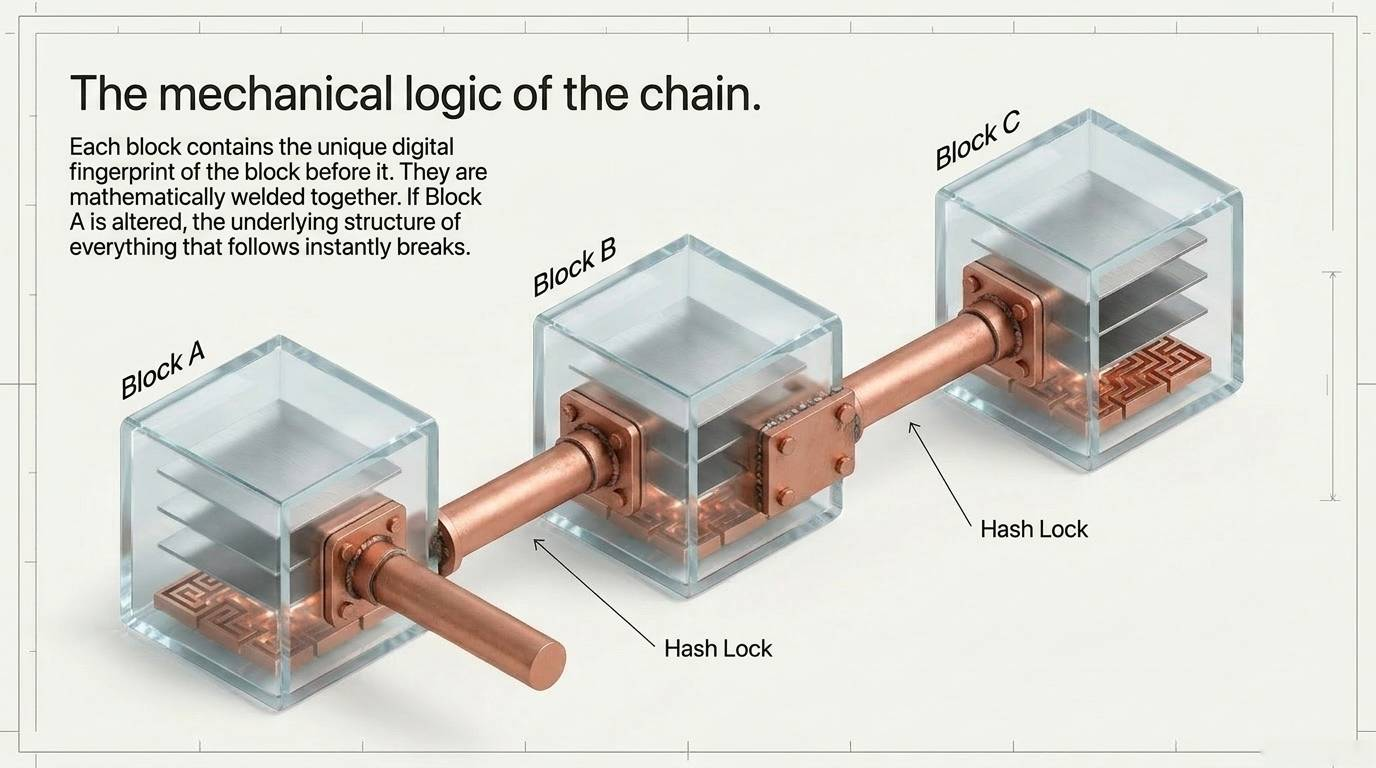 The mechanical logic of the chain.
Each block contains the unique digital
fingerprint of the block before it. They are
mathematically welded together. If Block
A is altered, the underlying structure of
everything that follows instantly breaks.
Block A
Block B
Block C
Hash Lock
Hash Lock